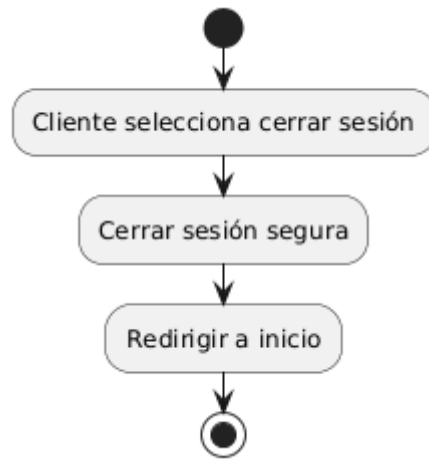 Cliente selecciona cerrar sesión
Cerrar sesión segura
Redirigir a inicio